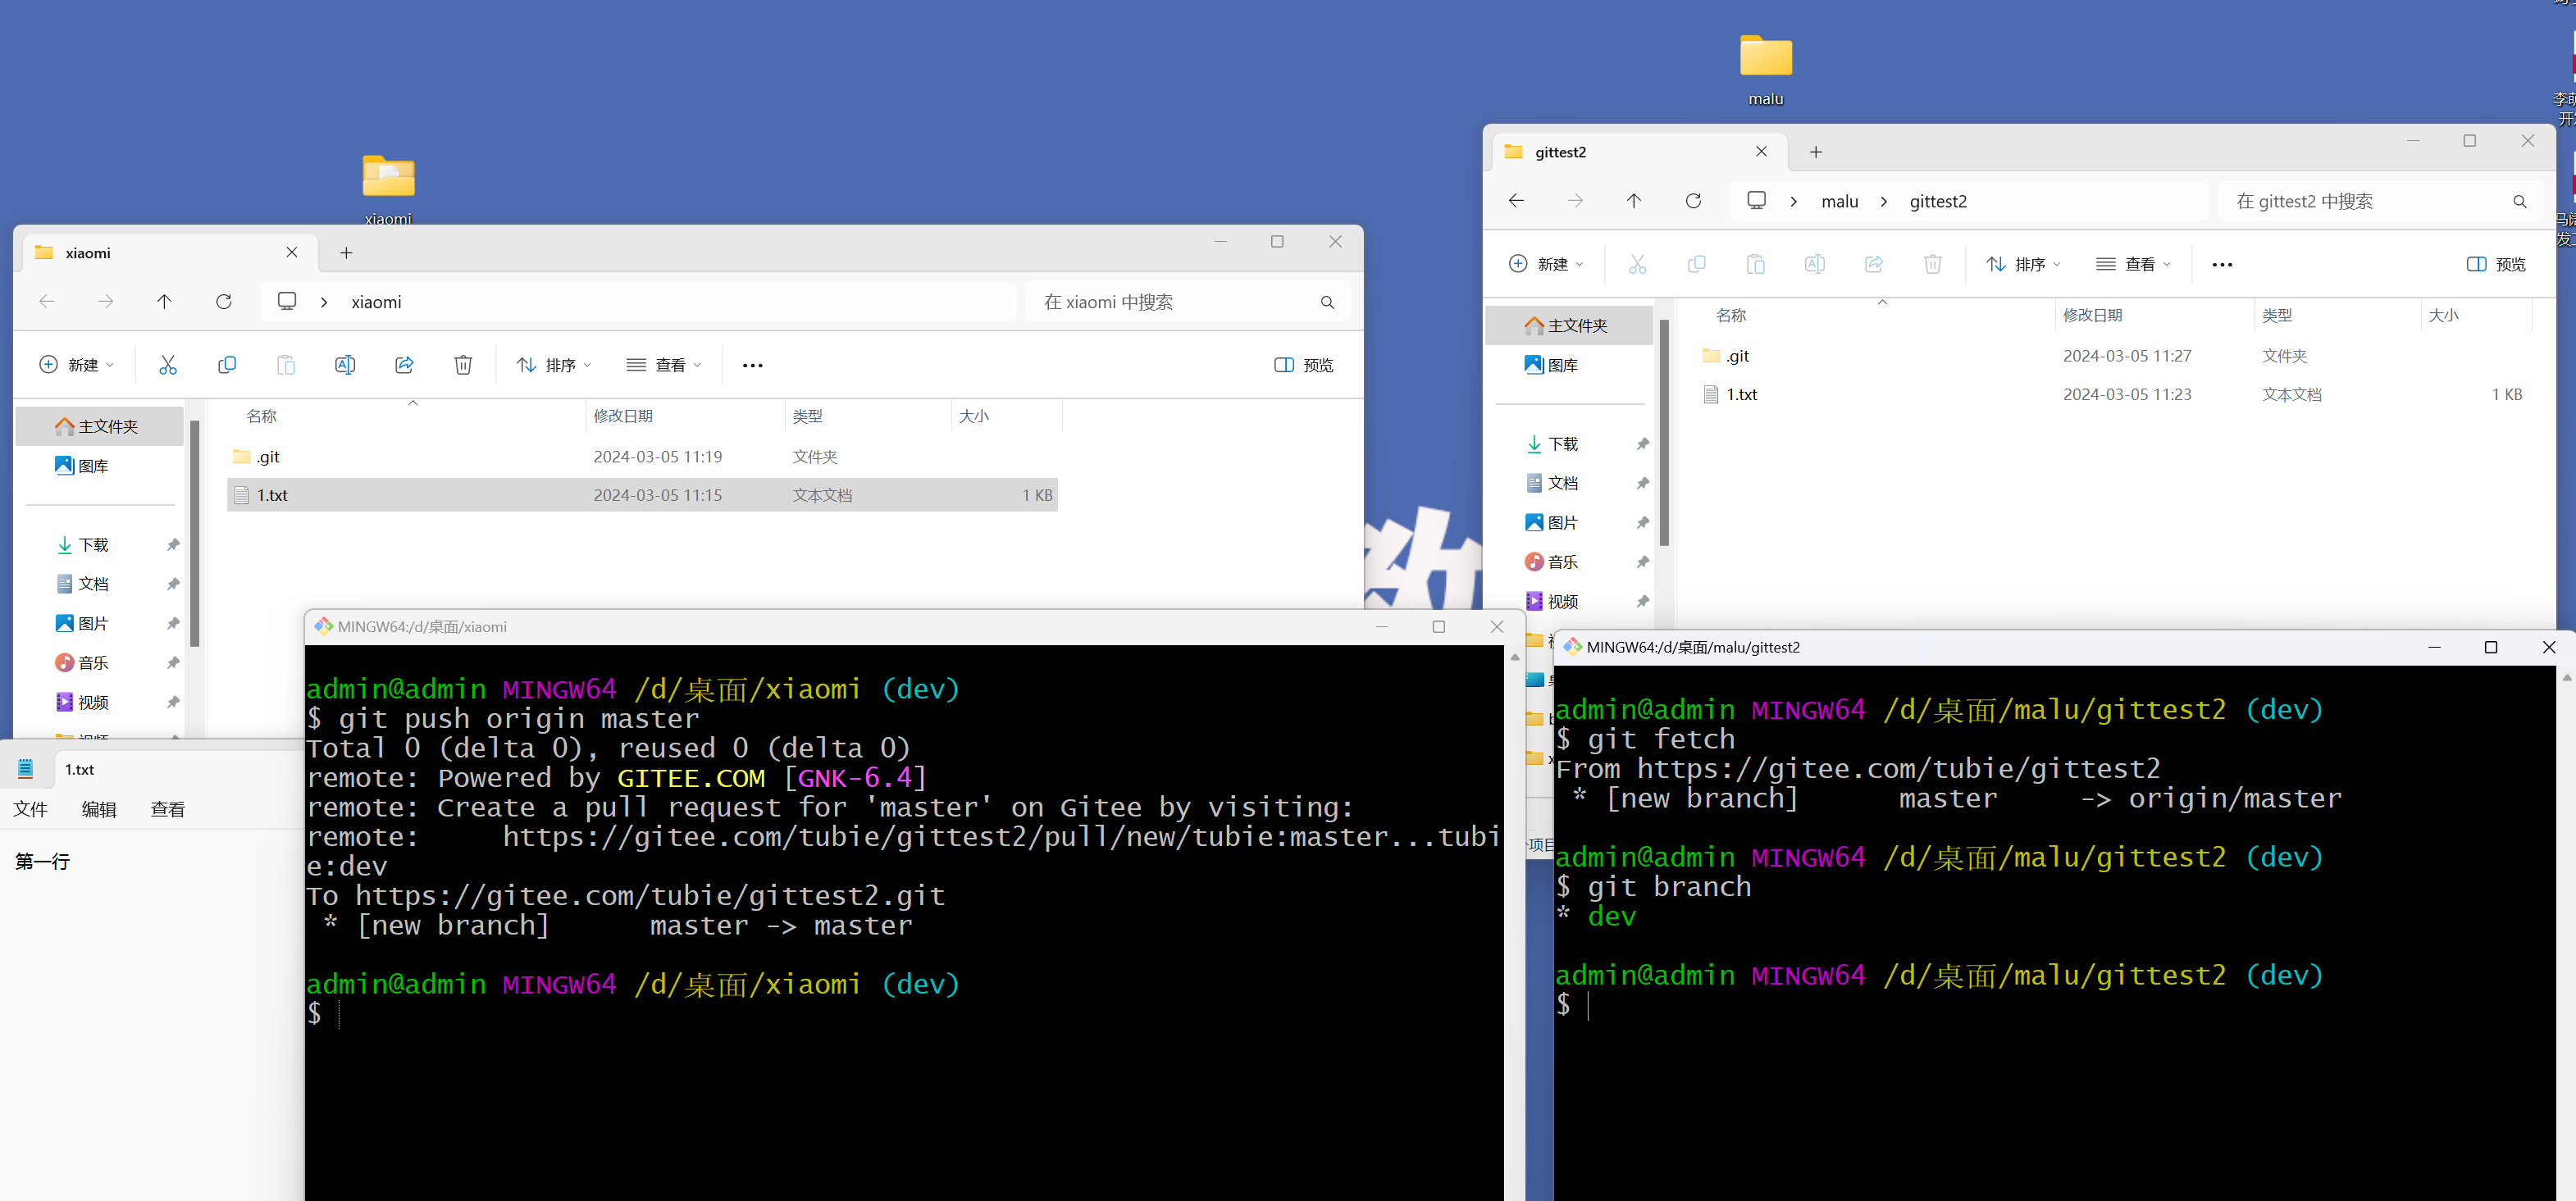 malu
李萌
开发
马涛
发工
xiaomi
xiaomi
xiaomi
在 xiaomi 中搜索
新建
排序
查看
预览
主文件夹
图库
下载
文档
图片
音乐
视频
名称
修改日期
类型
大小
.git
2024-03-05 11:19
文件夹
1.txt
2024-03-05 11:15
文本文档
1 KB
gittest2
malu
gittest2
在 gittest2 中搜索
新建
排序
查看
预览
主文件夹
图库
下载
文档
图片
音乐
视频
名称
修改日期
类型
大小
.git
2024-03-05 11:27
文件夹
1.txt
2024-03-05 11:23
文本文档
1 KB
项目
1.txt
文件
编辑
查看
第一行
MINGW64:/d/桌面/xiaomi
admin@admin MINGW64 /d/桌面/xiaomi (dev)
$ git push origin master
Total 0 (delta 0), reused 0 (delta 0)
remote: Powered by GITEE.COM [GNK-6.4]
remote: Create a pull request for 'master' on Gitee by visiting:
remote:     https://gitee.com/tubie/gittest2/pull/new/tubie:master...tubi
e:dev
To https://gitee.com/tubie/gittest2.git
 * [new branch]      master -> master
admin@admin MINGW64 /d/桌面/xiaomi (dev)
$
MINGW64:/d/桌面/malu/gittest2
admin@admin MINGW64 /d/桌面/malu/gittest2 (dev)
$ git fetch
From https://gitee.com/tubie/gittest2
 * [new branch]      master     -> origin/master
admin@admin MINGW64 /d/桌面/malu/gittest2 (dev)
$ git branch
* dev
admin@admin MINGW64 /d/桌面/malu/gittest2 (dev)
$